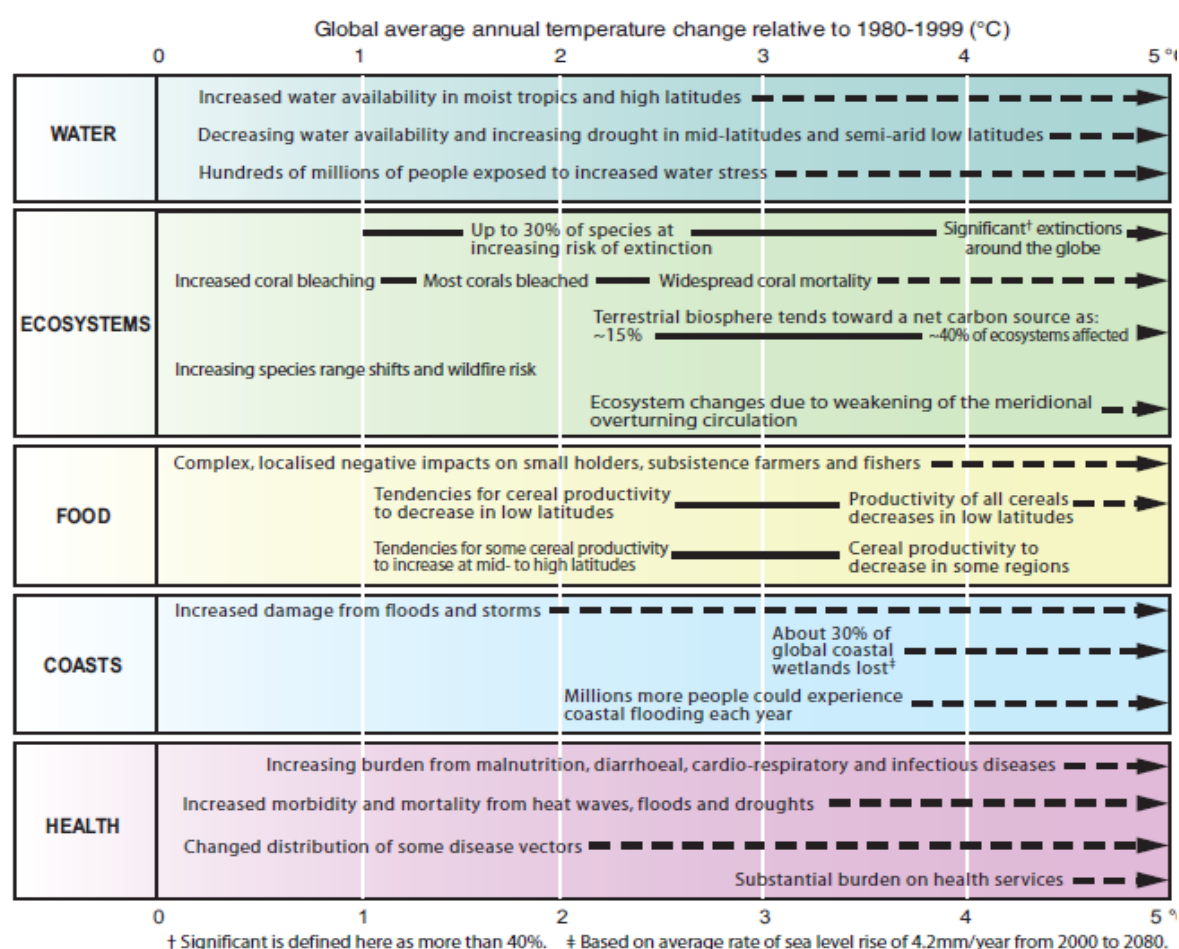 Global average annual temperature change relative to 1980-1999 (°C)
0 1 2 3 4 5 °C
WATER
Increased water availability in moist tropics and high latitudes
Decreasing water availability and increasing drought in mid-latitudes and semi-arid low latitudes
Hundreds of millions of people exposed to increased water stress
ECOSYSTEMS
Up to 30% of species at
increasing risk of extinction
Significant† extinctions
around the globe
Increased coral bleaching
Most corals bleached
Widespread coral mortality
Terrestrial biosphere tends toward a net carbon source as:
~15%
~40% of ecosystems affected
Increasing species range shifts and wildfire risk
Ecosystem changes due to weakening of the meridional
overturning circulation
FOOD
Complex, localised negative impacts on small holders, subsistence farmers and fishers
Tendencies for cereal productivity
to decrease in low latitudes
Productivity of all cereals
decreases in low latitudes
Tendencies for some cereal productivity
to increase at mid- to high latitudes
Cereal productivity to
decrease in some regions
COASTS
Increased damage from floods and storms
About 30% of
global coastal
wetlands lost‡
Millions more people could experience
coastal flooding each year
HEALTH
Increasing burden from malnutrition, diarrhoeal, cardio-respiratory and infectious diseases
Increased morbidity and mortality from heat waves, floods and droughts
Changed distribution of some disease vectors
Substantial burden on health services
0 1 2 3 4 5 °C
† Significant is defined here as more than 40%. ‡ Based on average rate of sea level rise of 4.2mm/year from 2000 to 2080.